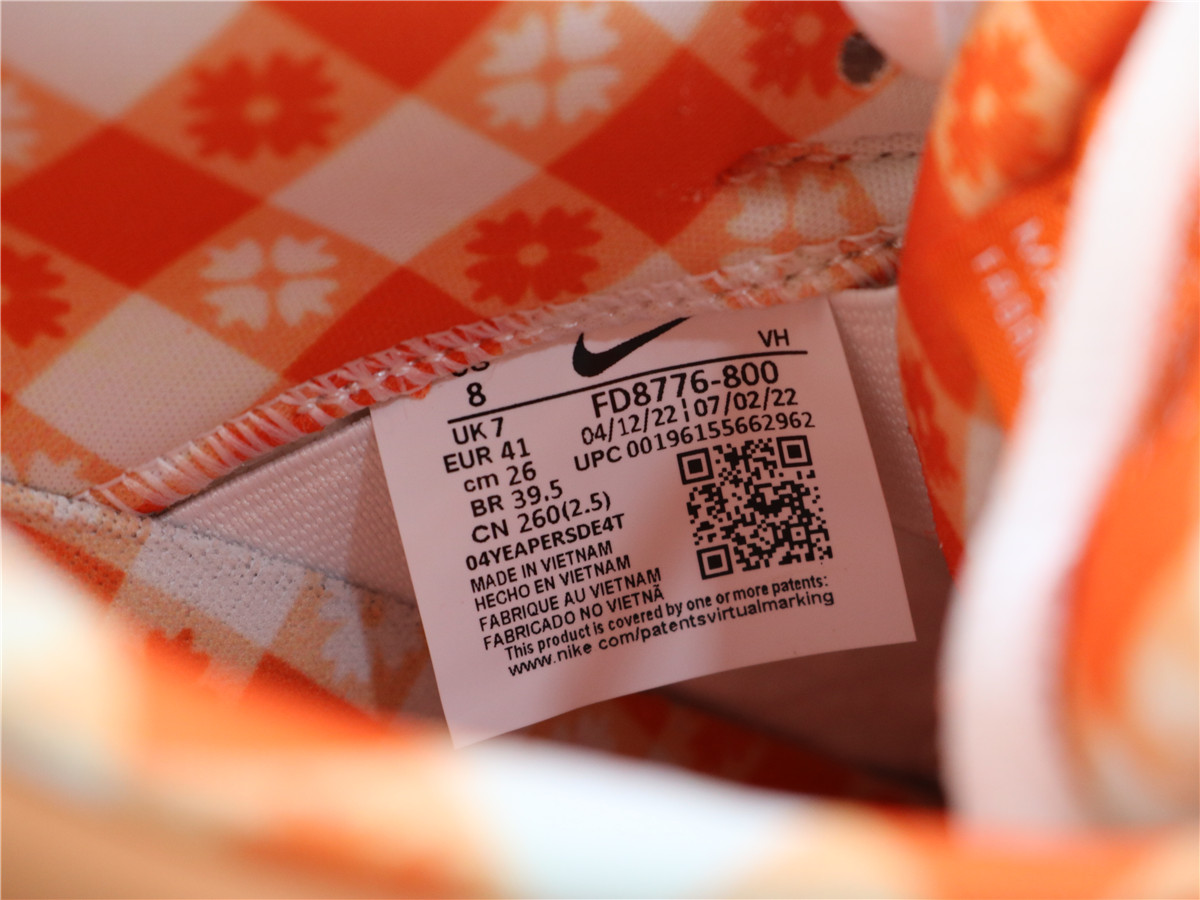 VH
8
FD8776-800
UK 7
04/12/22 | 07/02/22
EUR 41
UPC 00196155662962
cm 26
BR 39.5
CN 260(2.5)
04YEAPERSDE4T
MADE IN VIETNAM
HECHO EN VIETNAM
FABRIQUE AU VIETNAM
FABRICADO NO VIETNÃ
This product is covered by one or more patents:
www.nike com/patentsvirtualmarking